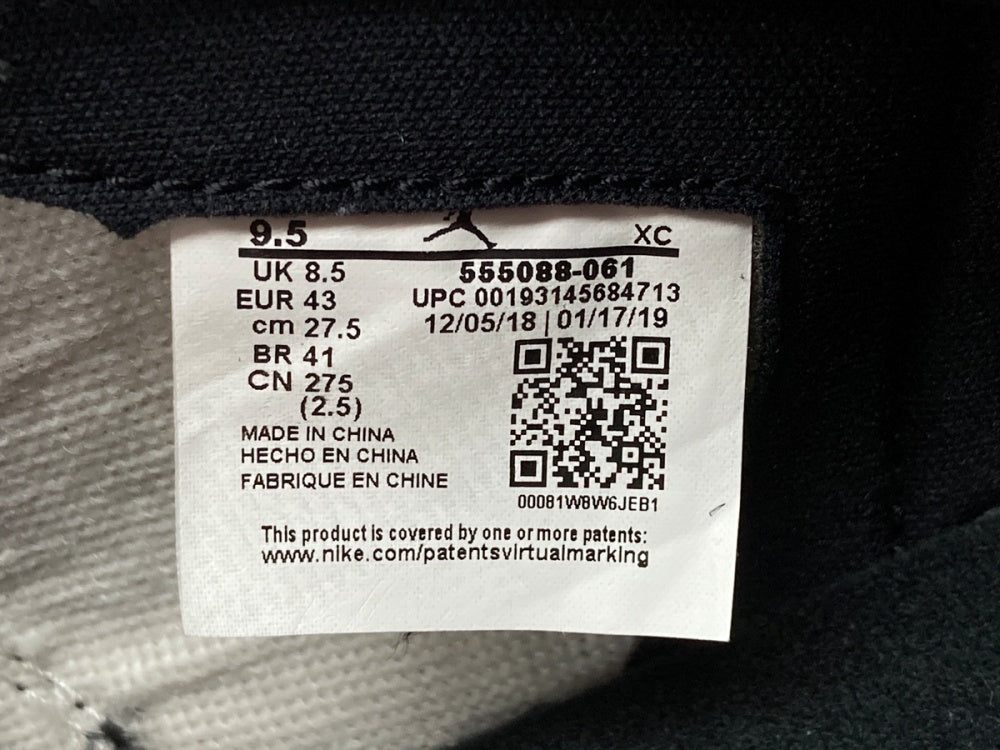 9.5 XC
UK 8.5
EUR 43
cm 27.5
BR 41
CN 275
(2.5)
555088-061
UPC 00193145684713
12/05/18 | 01/17/19
MADE IN CHINA
HECHO EN CHINA
FABRIQUE EN CHINE
00081W8W6JEB1
This product is covered by one or more patents:
www.nike.com/patentsvirtualmarking